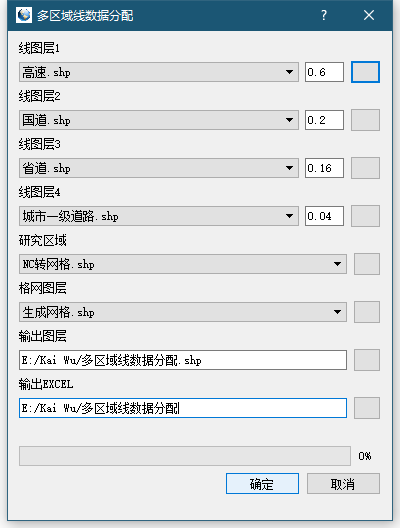 多区域线数据分配
线图层1
高速.shp 0.6
线图层2
国道.shp 0.2
线图层3
省道.shp 0.16
线图层4
城市一级道路.shp 0.04
研究区域
NC转网格.shp
格网图层
生成网格.shp
输出图层
E:/Kai Wu/多区域线数据分配.shp
输出EXCEL
E:/Kai Wu/多区域线数据分配
0%
确定 取消